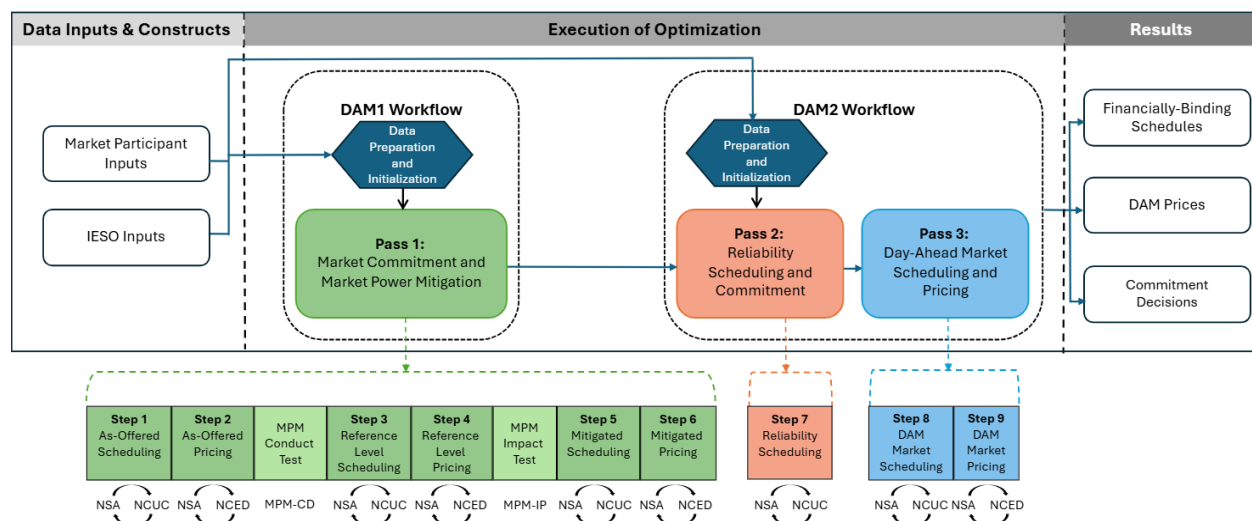 Data Inputs & Constructs
Execution of Optimization
Results
DAM1 Workflow
DAM2 Workflow
Market Participant
Inputs
IESO Inputs
Data
Preparation
and
Initialization
Data
Preparation
and
Initialization
Pass 1:
Market Commitment and
Market Power Mitigation
Pass 2:
Reliability
Scheduling and
Commitment
Pass 3:
Day-Ahead Market
Scheduling and
Pricing
Financially-Binding
Schedules
DAM Prices
Commitment
Decisions
Step 1
As-Offered
Scheduling
Step 2
As-Offered
Pricing
MPM
Conduct
Test
Step 3
Reference
Level
Scheduling
Step 4
Reference
Level
Pricing
MPM
Impact
Test
Step 5
Mitigated
Scheduling
Step 6
Mitigated
Pricing
Step 7
Reliability
Scheduling
Step 8
DAM
Market
Scheduling
Step 9
DAM
Market
Pricing
NSA NCUC
NSA NCED
MPM-CD
NSA NCUC
NSA NCED
MPM-IP
NSA NCUC
NSA NCED
NSA NCUC
NSA NCUC
NSA NCED